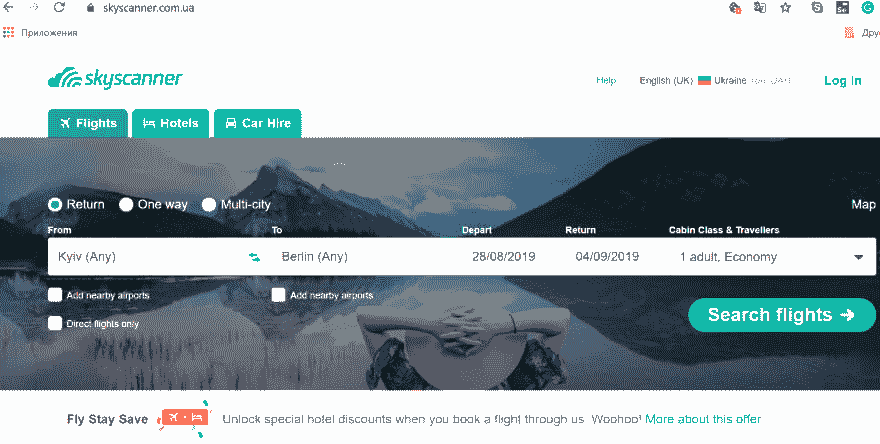 skyscanner.com.ua
Приложения
skyscanner
Help English (UK) Ukraine
Log In
Flights Hotels Car Hire
Return One way Multi-city Map
From To Depart Return Cabin Class & Travellers
Kyiv (Any) Berlin (Any) 28/08/2019 04/09/2019 1 adult, Economy
Add nearby airports Add nearby airports
Direct flights only
Search flights
Fly Stay Save Unlock special hotel discounts when you book a flight through us. Woohoo! More about this offer